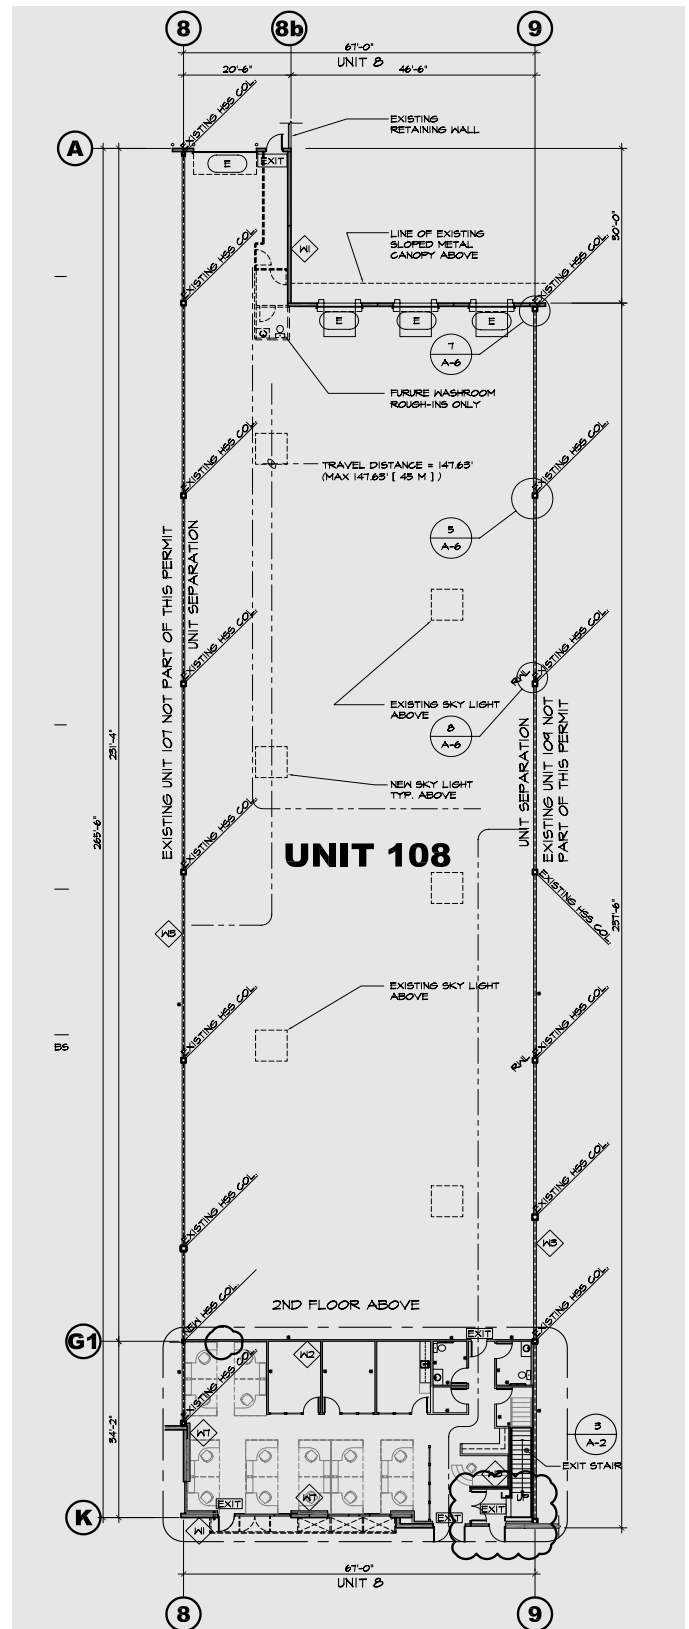 8
8b
9
67'-0"
UNIT 8
20'-6"
46'-6"
EXISTING HSS COL.
EXISTING
RETAINING WALL
A
E
EXIT
W1
LINE OF EXISTING
SLOPED METAL
CANOPY ABOVE
30'-0"
EXISTING HSS COL.
EXISTING HSS COL.
E
E
E
7
A-6
FURURE WASHROOM
ROUGH-INS ONLY
EXISTING HSS COL.
EXISTING HSS COL.
TRAVEL DISTANCE = 147.63'
(MAX 147.63' [ 45 M ] )
5
A-6
EXISTING UNIT 107 NOT PART OF THIS PERMIT
UNIT SEPARATION
EXISTING HSS COL.
EXISTING HSS COL.
RWL
EXISTING SKY LIGHT
ABOVE
8
A-6
231'-4"
265'-6"
NEW SKY LIGHT
TYP. ABOVE
UNIT SEPARATION
EXISTING UNIT 109 NOT
PART OF THIS PERMIT
EXISTING HSS COL.
UNIT 108
EXISTING HSS COL.
237'-6"
W5
EXISTING SKY LIGHT
ABOVE
EXISTING HSS COL.
EXISTING HSS COL.
BS
RWL
EXISTING HSS COL.
EXISTING HSS COL.
W3
NEW HSS COL.
EXISTING HSS COL.
2ND FLOOR ABOVE
G1
EXIT
W2
EXISTING HSS COL.
34'-2"
W7
3
A-2
EXIT STAIR
W7
UP
K
EXIT
EXIT
EXIT
W1
67'-0"
UNIT 8
8
9